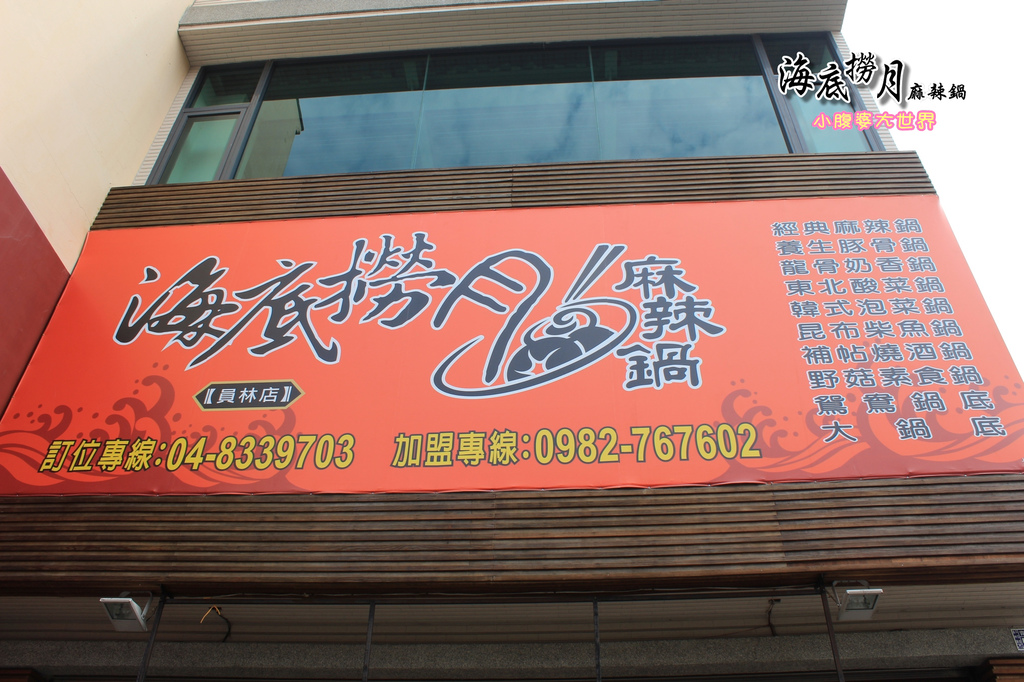 海底撈月麻辣鍋
小腹婆大世界
海底撈月
麻辣鍋
【員林店】
訂位專線:04-8339703
加盟專線:0982-767602
經典麻辣鍋
養生豚骨鍋
龍骨奶香鍋
東北酸菜鍋
韓式泡菜鍋
昆布柴魚鍋
補帖燒酒鍋
野菇素食鍋
鴛鴦鍋底
大鍋底